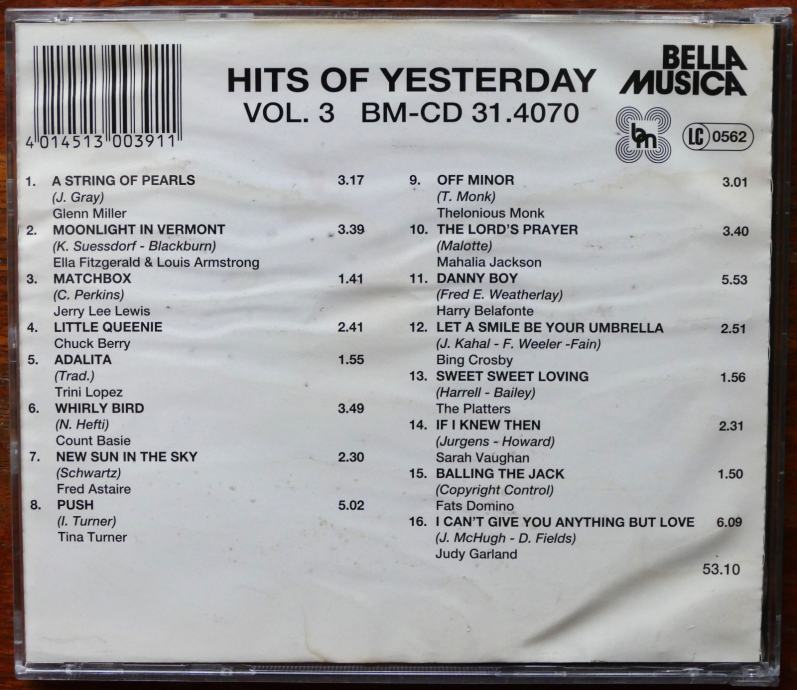 HITS OF YESTERDAY
VOL. 3 BM-CD 31.4070
BELLA
MUSICA
4 014513 003911
bm
LC 0562
1. A STRING OF PEARLS 3.17
(J. Gray)
Glenn Miller
2. MOONLIGHT IN VERMONT 3.39
(K. Suessdorf - Blackburn)
Ella Fitzgerald & Louis Armstrong
3. MATCHBOX 1.41
(C. Perkins)
Jerry Lee Lewis
4. LITTLE QUEENIE 2.41
Chuck Berry
5. ADALITA 1.55
(Trad.)
Trini Lopez
6. WHIRLY BIRD 3.49
(N. Hefti)
Count Basie
7. NEW SUN IN THE SKY 2.30
(Schwartz)
Fred Astaire
8. PUSH 5.02
(I. Turner)
Tina Turner
9. OFF MINOR 3.01
(T. Monk)
Thelonious Monk
10. THE LORD'S PRAYER 3.40
(Malotte)
Mahalia Jackson
11. DANNY BOY 5.53
(Fred E. Weatherlay)
Harry Belafonte
12. LET A SMILE BE YOUR UMBRELLA 2.51
(J. Kahal - F. Weeler -Fain)
Bing Crosby
13. SWEET SWEET LOVING 1.56
(Harrell - Bailey)
The Platters
14. IF I KNEW THEN 2.31
(Jurgens - Howard)
Sarah Vaughan
15. BALLING THE JACK 1.50
(Copyright Control)
Fats Domino
16. I CAN'T GIVE YOU ANYTHING BUT LOVE 6.09
(J. McHugh - D. Fields)
Judy Garland
53.10